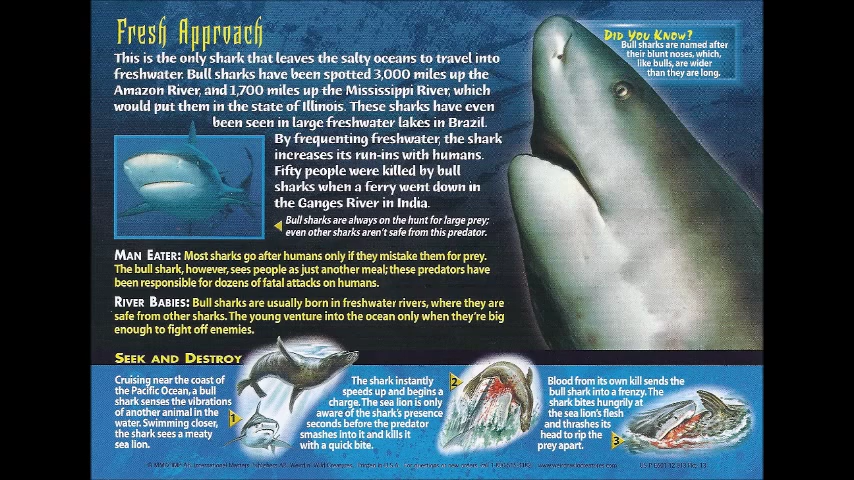 Fresh Approach
This is the only shark that leaves the salty oceans to travel into
freshwater. Bull sharks have been spotted 3,000 miles up the
Amazon River, and 1,700 miles up the Mississippi River, which
would put them in the state of Illinois. These sharks have even
been seen in large freshwater lakes in Brazil.
By frequenting freshwater, the shark
increases its run-ins with humans.
Fifty people were killed by bull
sharks when a ferry went down in
the Ganges River in India.
Bull sharks are always on the hunt for large prey;
even other sharks aren't safe from this predator.
DID YOU KNOW?
Bull sharks are named after
their blunt noses, which,
like bulls, are wider
than they are long.
MAN EATER: Most sharks go after humans only if they mistake them for prey.
The bull shark, however, sees people as just another meal; these predators have
been responsible for dozens of fatal attacks on humans.
RIVER BABIES: Bull sharks are usually born in freshwater rivers, where they are
safe from other sharks. The young venture into the ocean only when they're big
enough to fight off enemies.
SEEK AND DESTROY
Cruising near the coast of
the Pacific Ocean, a bull
shark senses the vibrations
of another animal in the
water. Swimming closer,
the shark sees a meaty
sea lion.
1
The shark instantly
speeds up and begins a
charge. The sea lion is only
aware of the shark's presence
seconds before the predator
smashes into it and kills it
with a quick bite.
2
Blood from its own kill sends the
bull shark into a frenzy. The
shark bites hungrily at
the sea lion's flesh
and thrashes its
head to rip the
prey apart.
3